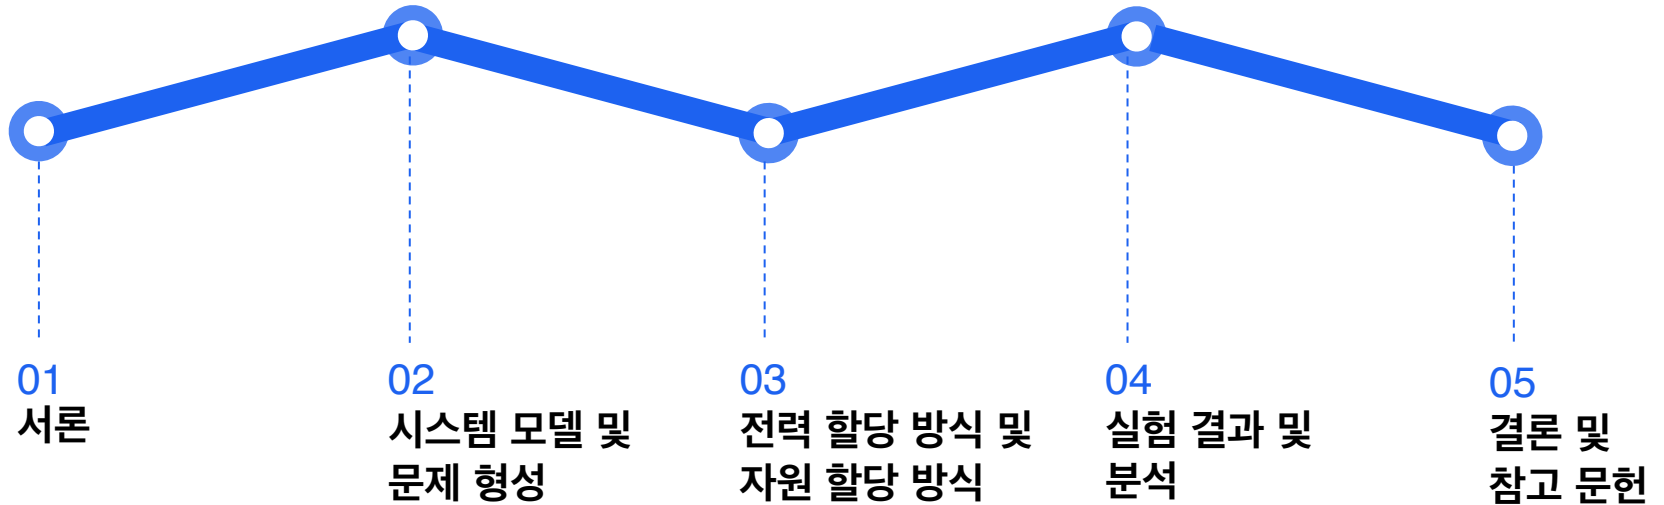 01
서론
02
시스템 모델 및
문제 형성
03
전력 할당 방식 및
자원 할당 방식
04
실험 결과 및
분석
05
결론 및
참고 문헌